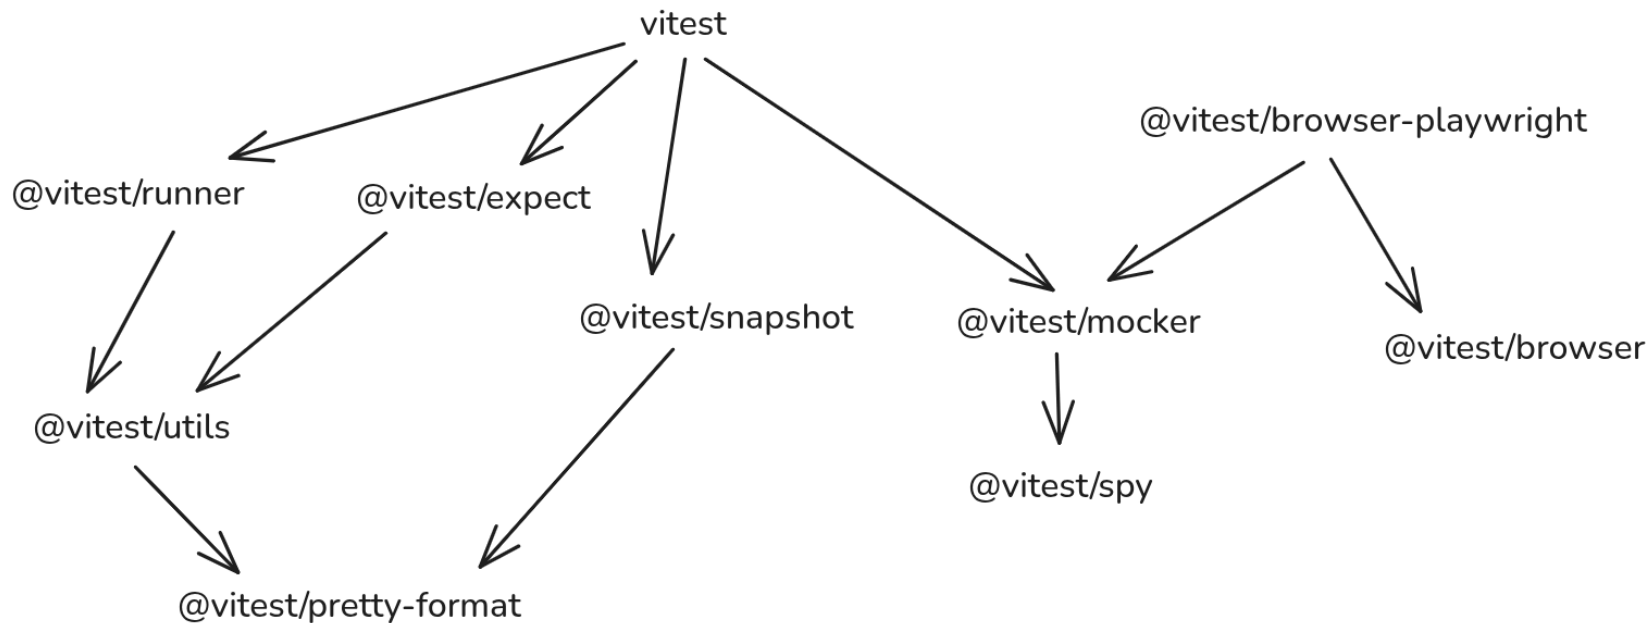 vitest
@vitest/browser-playwright
@vitest/runner
@vitest/expect
@vitest/snapshot
@vitest/mocker
@vitest/browser
@vitest/utils
@vitest/spy
@vitest/pretty-format